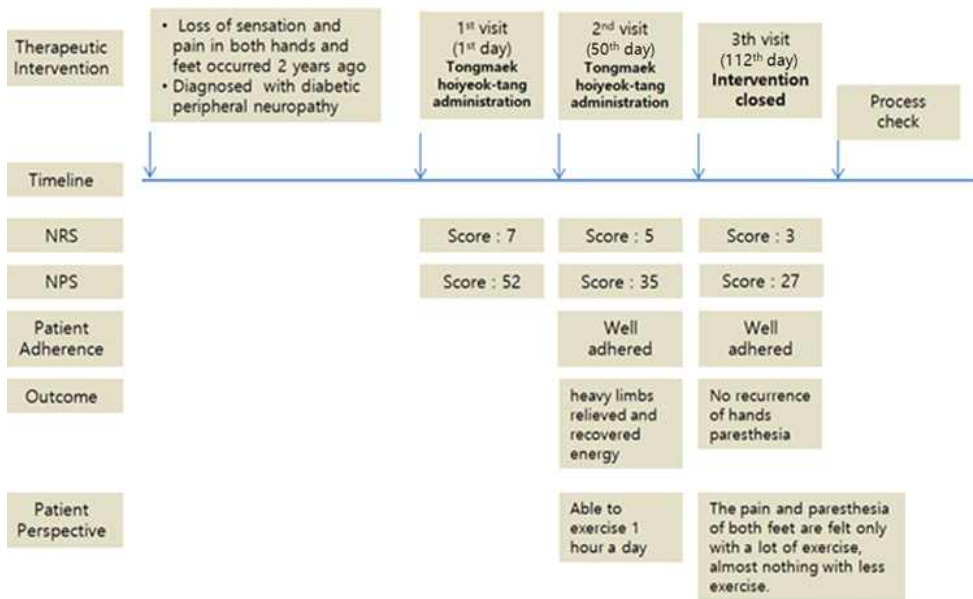 Therapeutic
Intervention
• Loss of sensation and
pain in both hands and
feet occurred 2 years ago
• Diagnosed with diabetic
peripheral neuropathy
1st visit
(1st day)
Tongmaek
hoiyeok-tang
administration
2nd visit
(50th day)
Tongmaek
hoiyeok-tang
administration
3th visit
(112th day)
Intervention
closed
Process
check
Timeline
NRS
Score : 7
Score : 5
Score : 3
NPS
Score : 52
Score : 35
Score : 27
Patient
Adherence
Well
adhered
Well
adhered
Outcome
heavy limbs
relieved and
recovered
energy
No recurrence
of hands
paresthesia
Patient
Perspective
Able to
exercise 1
hour a day
The pain and paresthesia
of both feet are felt only
with a lot of exercise,
almost nothing with less
exercise.